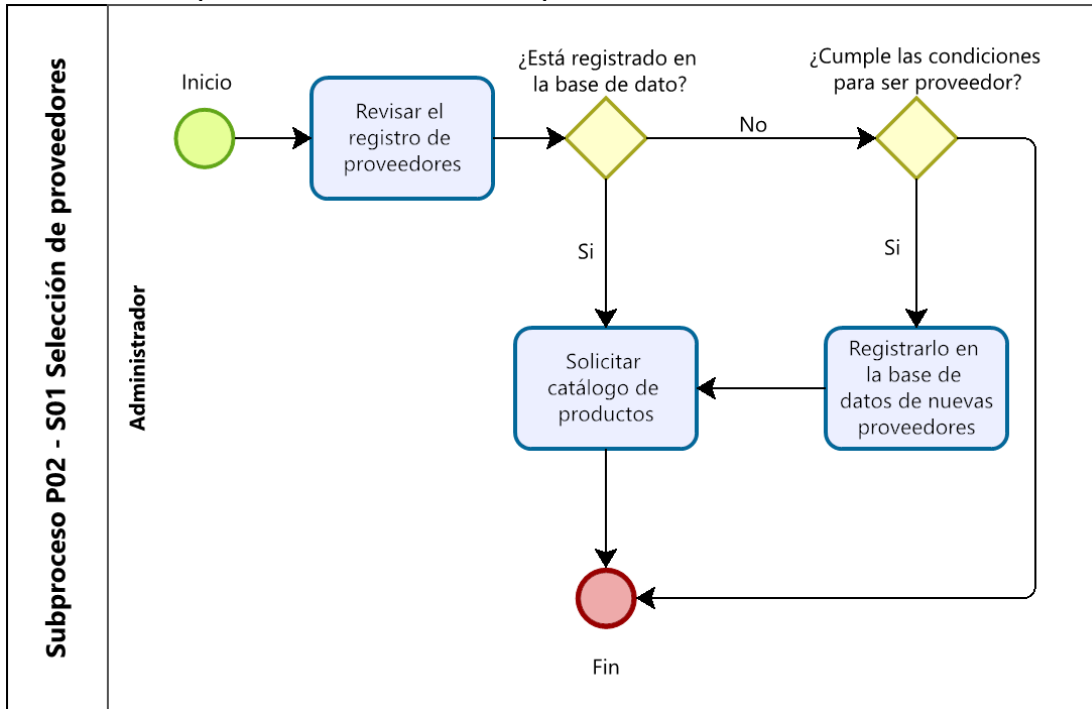 Subproceso P02 - S01 Selección de proveedores
Administrador
Inicio
Revisar el
registro de
proveedores
¿Está registrado en
la base de dato?
No
¿Cumple las condiciones
para ser proveedor?
Si
Si
Solicitar
catálogo de
productos
Registrarlo en
la base de
datos de nuevas
proveedores
Fin